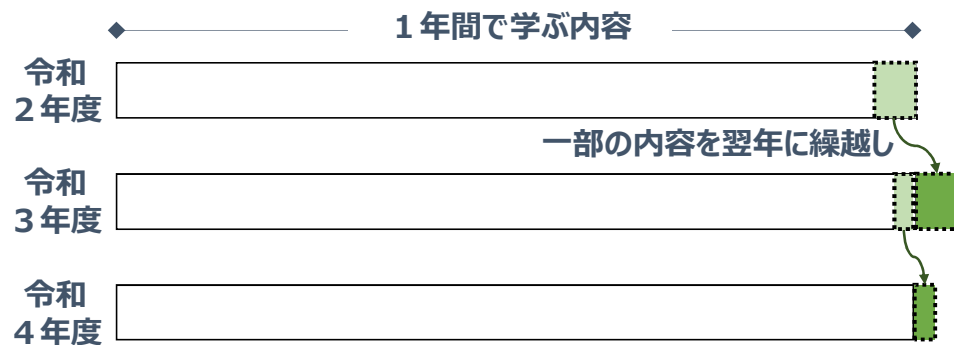 １年間で学ぶ内容
令和
２年度
一部の内容を翌年に繰越し
令和
３年度
令和
４年度